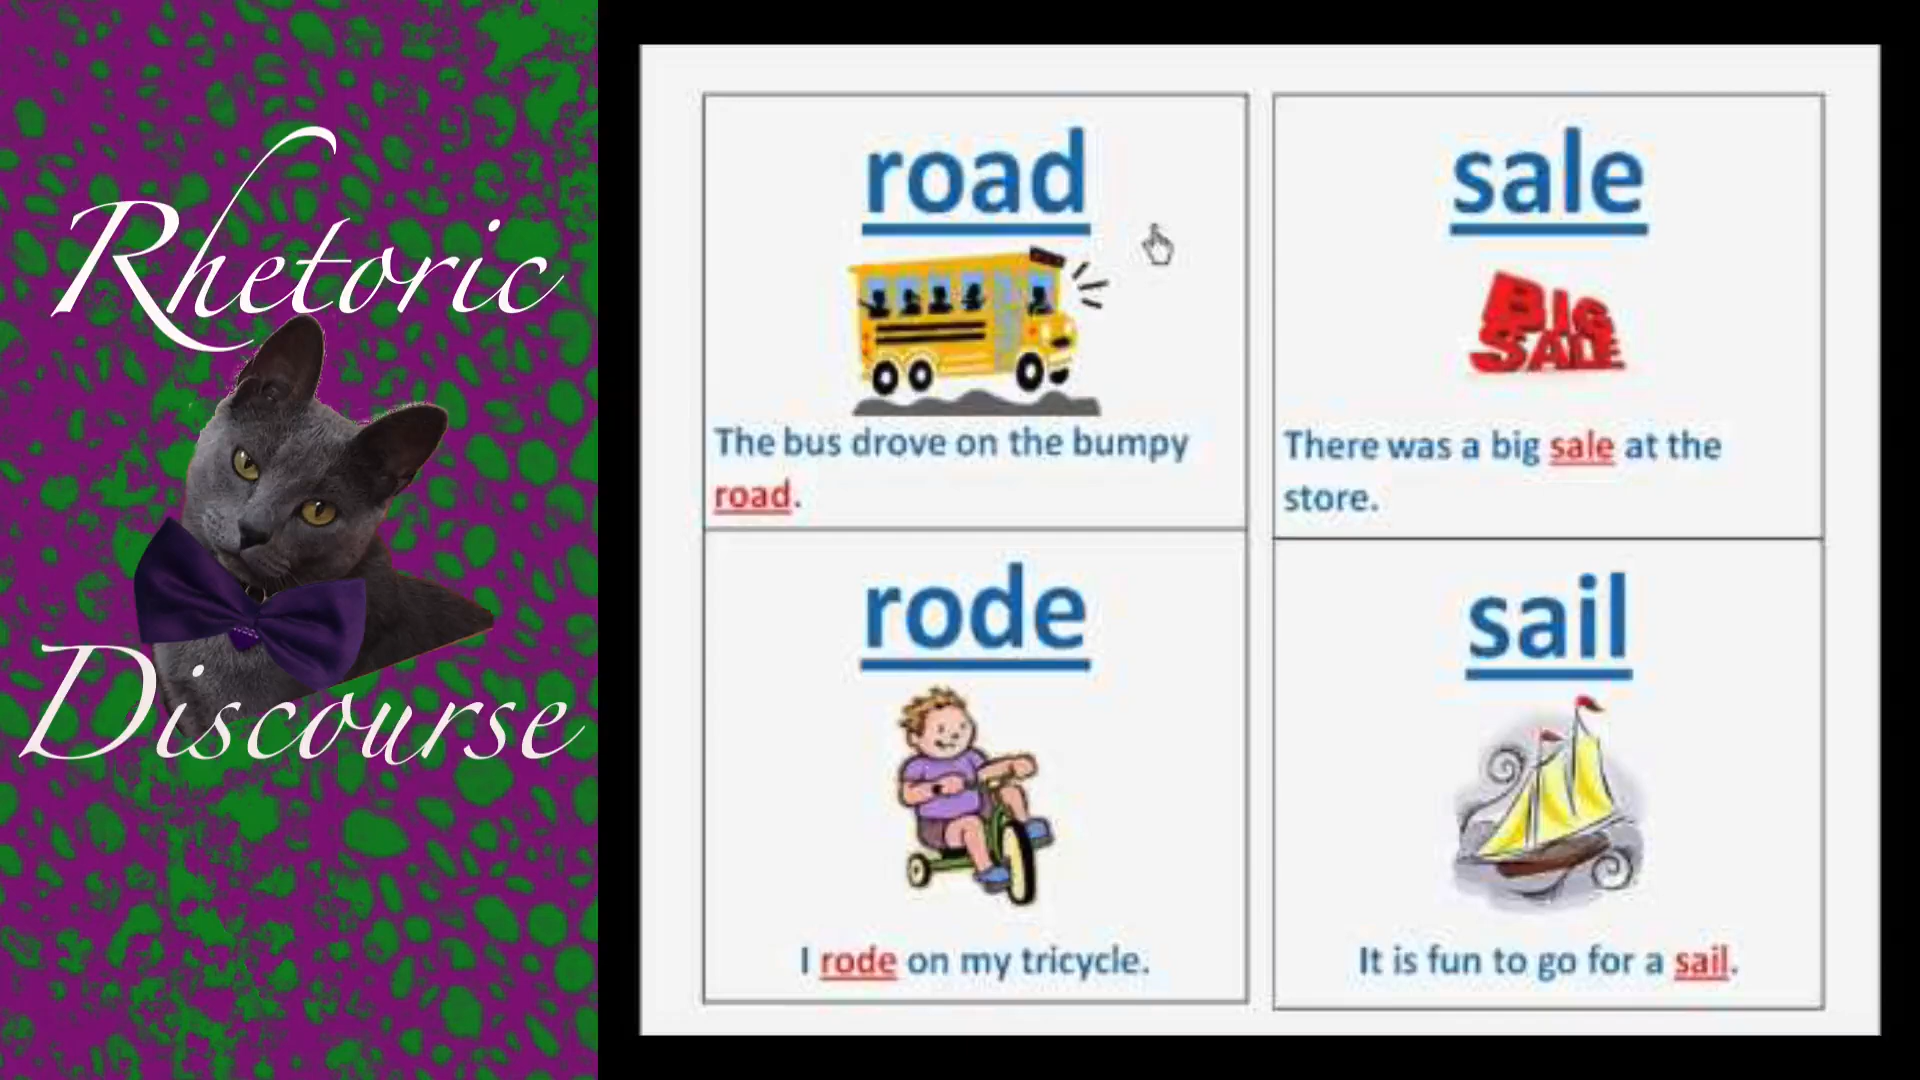 Rhetoric
Discourse
road
The bus drove on the bumpy
road.
sale
BIG
SALE
There was a big sale at the
store.
rode
I rode on my tricycle.
sail
It is fun to go for a sail.